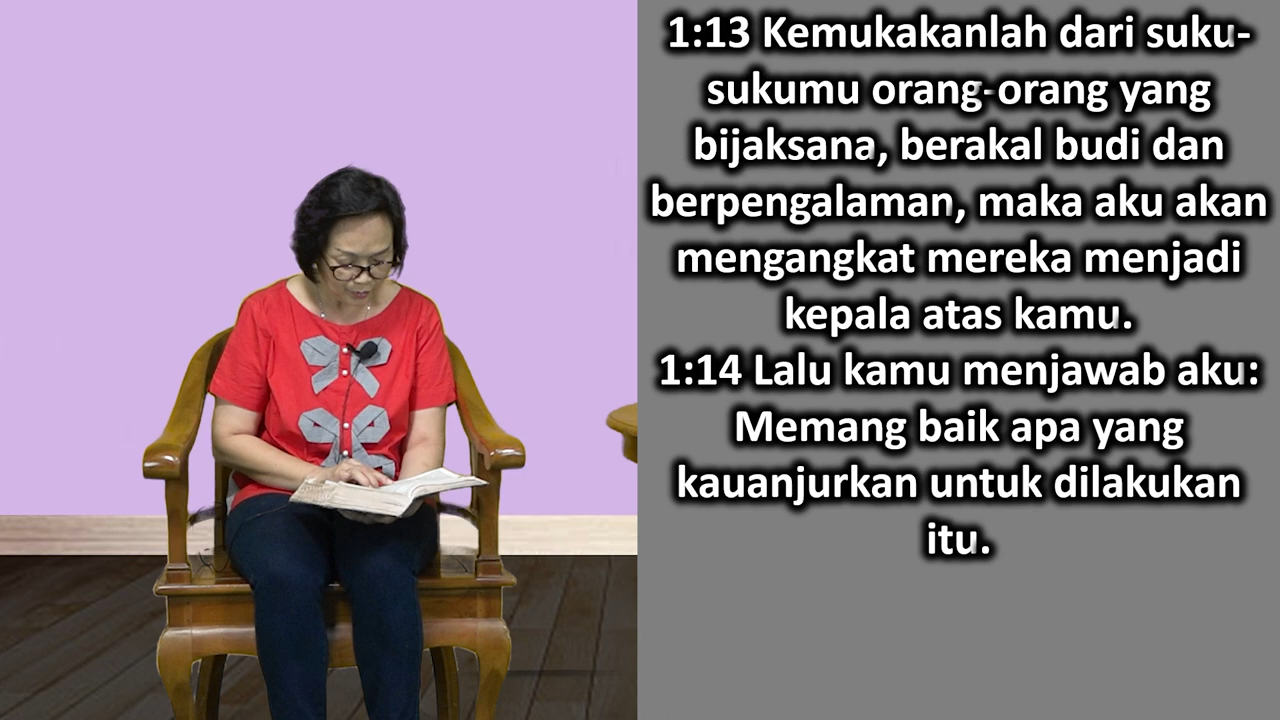 1:13 Kemukakanlah dari suku-
sukumu orang-orang yang
bijaksana, berakal budi dan
berpengalaman, maka aku akan
mengangkat mereka menjadi
kepala atas kamu.
1:14 Lalu kamu menjawab aku:
Memang baik apa yang
kauanjurkan untuk dilakukan
itu.